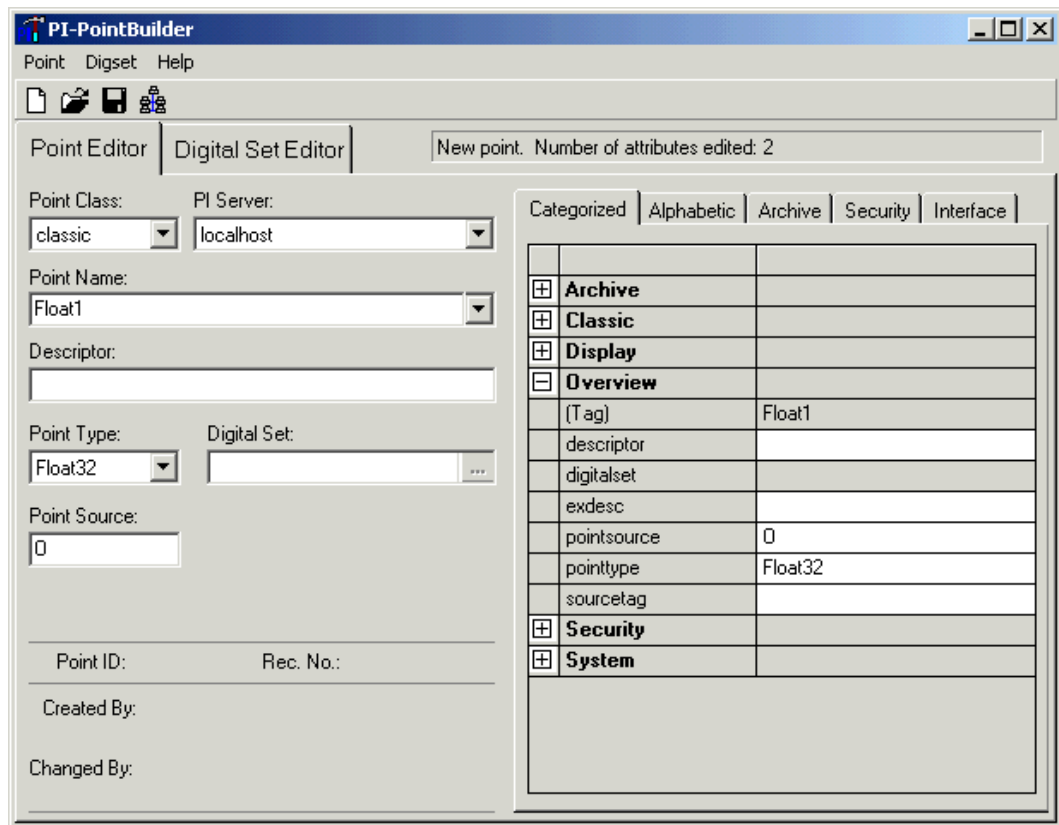 PI-PointBuilder
Point Digset Help
Point Editor Digital Set Editor
New point. Number of attributes edited: 2
Point Class: PI Server:
classic localhost
Point Name:
Float1
Descriptor:
Point Type: Digital Set:
Float32 ...
Point Source:
O
Point ID: Rec. No.:
Created By:
Changed By:
Categorized Alphabetic Archive Security Interface
Archive
Classic
Display
Overview
(Tag) Float1
descriptor
digitalset
exdesc
pointsource O
pointtype Float32
sourcetag
Security
System